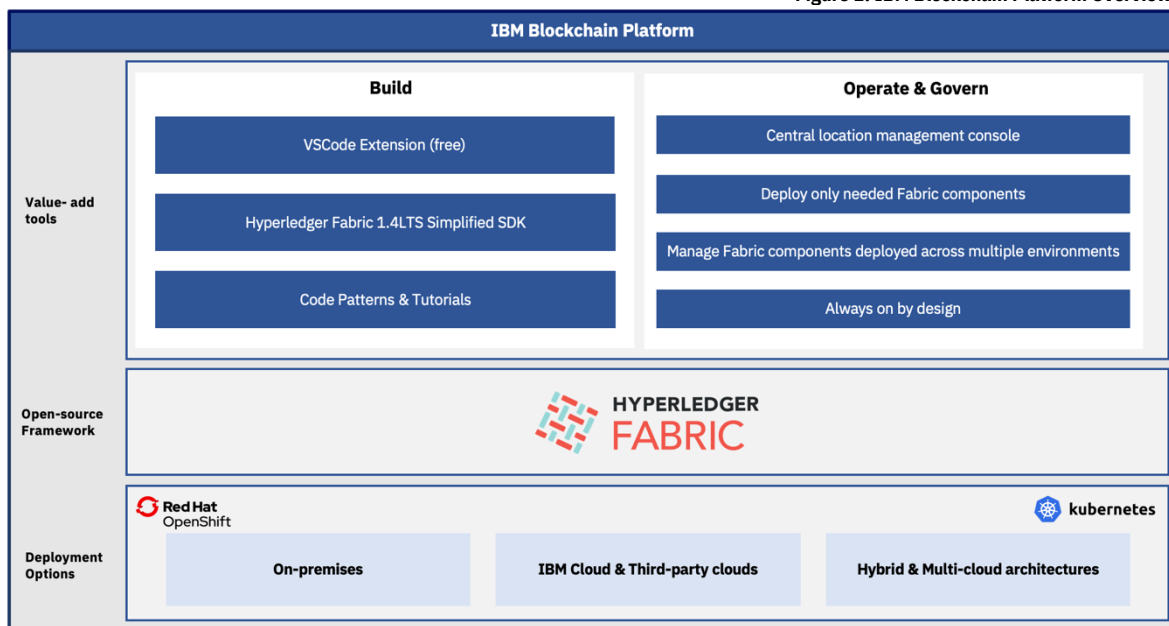 IBM Blockchain Platform
Value- add
tools
Build
VSCode Extension (free)
Hyperledger Fabric 1.4LTS Simplified SDK
Code Patterns & Tutorials
Operate & Govern
Central location management console
Deploy only needed Fabric components
Manage Fabric components deployed across multiple environments
Always on by design
Open-source
Framework
HYPERLEDGER
FABRIC
Deployment
Options
Red Hat
OpenShift
kubernetes
On-premises
IBM Cloud & Third-party clouds
Hybrid & Multi-cloud architectures